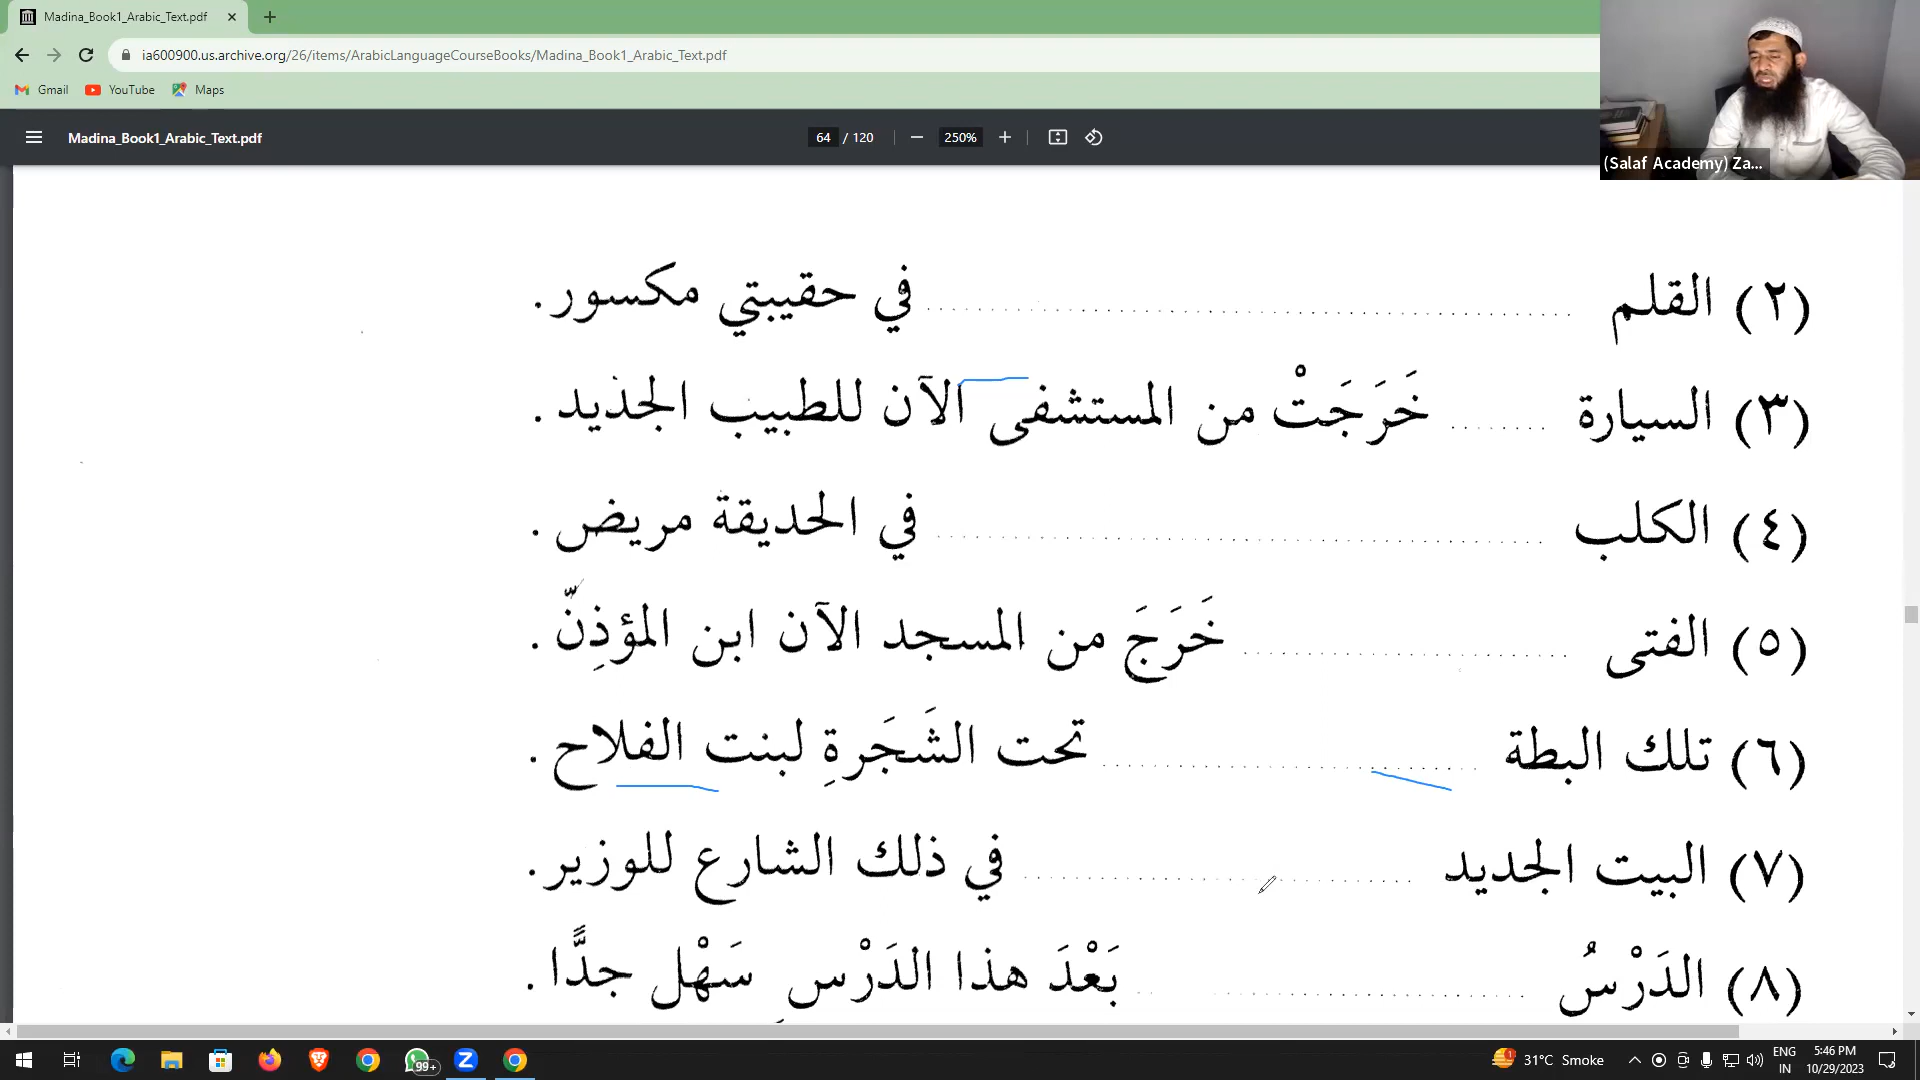 Madina_Book1_Arabic_Text.pdf
ia600900.us.archive.org/26/items/ArabicLanguageCourseBooks/Madina_Book1_Arabic_Text.pdf
Gmail YouTube Maps
Madina_Book1_Arabic_Text.pdf 64 / 120 250%
(Salaf Academy) Za...
(٢) القلم .................... في حقيبتي مكسور .
(٣) السيارة ........ خَرَجَتْ من المستشفى الآن للطبيب الجديد .
(٤) الكلب .................... في الحديقة مريض .
(٥) الفتى .................... خَرَجَ من المسجد الآن ابن المؤذِنّ .
(٦) تلك البطة .................... تحت الشَجَرةِ لبنت الفلاح .
(٧) البيت الجديد .................... في ذلك الشارع للوزير .
(٨) الدَرْسُ .................... بَعْدَ هذا الدَرْسِ سَهْل جدًّا .
99+
1
31°C Smoke
ENG
IN
5:46 PM
10/29/2023